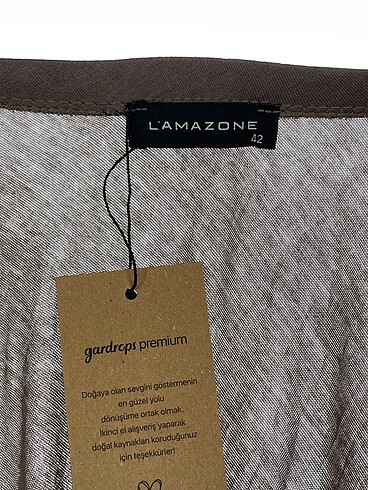 L'AMAZONE
42
gardrops premium
Doğaya olan sevgini göstermenin
en güzel yolu
dönüşüme ortak olmak..
İkinci el alışveriş yaparak
doğal kaynakları koruduğunuz
için teşekkürler!